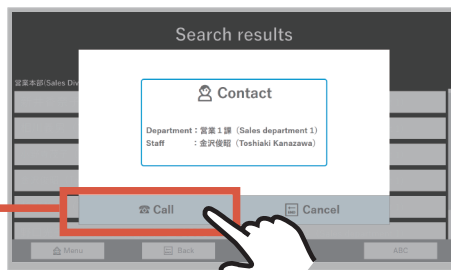 Search results
営業本部(Sales Div
Contact
Department：営業１課（Sales department 1）
Staff ：金沢俊昭（Toshiaki Kanazawa）
Call
Cancel
Menu
Back
ABC